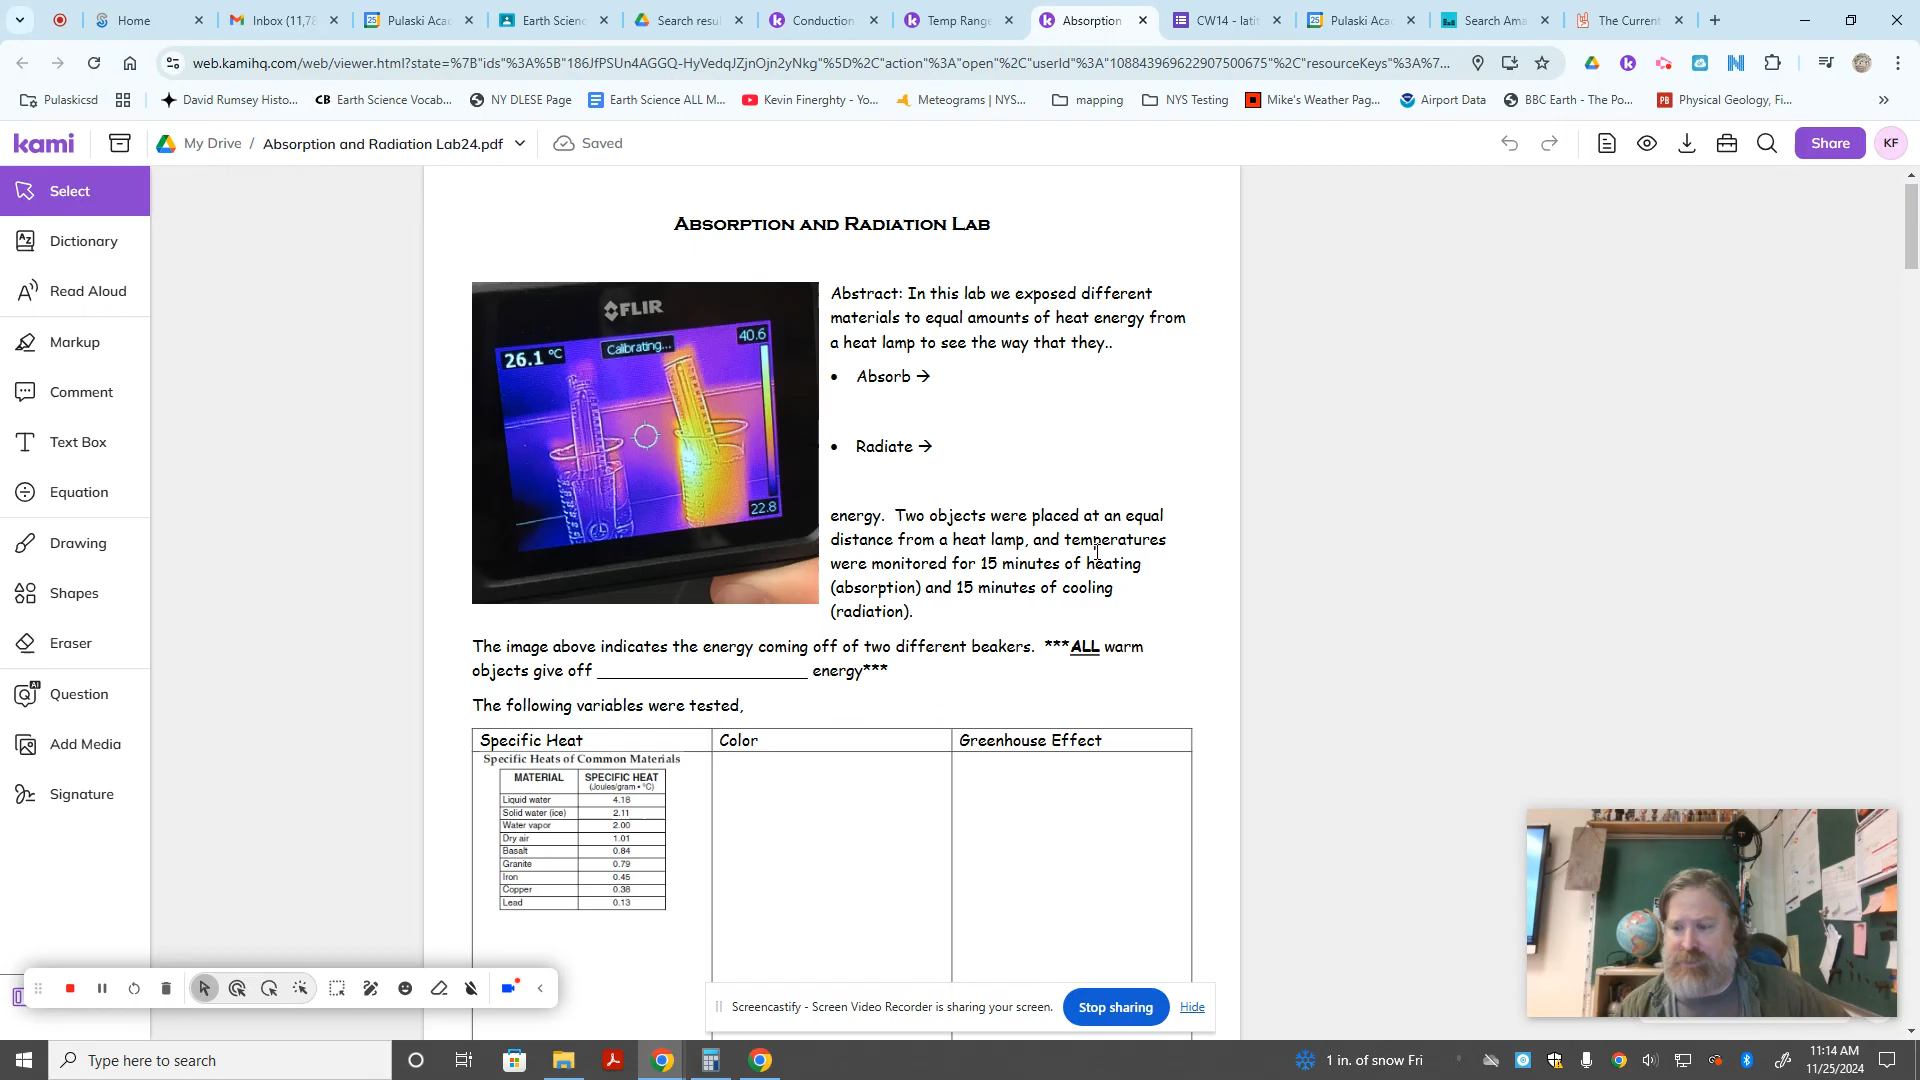 Home
Inbox (11,78
Pulaski Acad
Earth Scienc
Search resul
Conduction
Temp Range
Absorption
CW14 - latit
Pulaski Acad
Search Ama
The Current
web.kamihq.com/web/viewer.html?state=%7B"ids"%3A%5B"186JfPSUn4AGGQ-HyVedqJZjnOjn2yNkg"%5D%2C"action"%3A"open"%2C"userId"%3A"108843969622907500675"%2C"resourceKeys"%3A%7...
Pulaskicsd
David Rumsey Histo...
CB Earth Science Vocab...
NY DLESE Page
Earth Science ALL M...
Kevin Finerghty - Yo...
Meteograms | NYS...
mapping
NYS Testing
Mike's Weather Pag...
Airport Data
BBC Earth - The Po...
PB Physical Geology, Fi...
kami
My Drive / Absorption and Radiation Lab24.pdf
Saved
Share
KF
Select
Dictionary
Read Aloud
Markup
Comment
Text Box
Equation
Drawing
Shapes
Eraser
Question
Add Media
Signature
Absorption and Radiation Lab
FLIR
26.1 °C
Calibrating...
40.6
22.8
Abstract: In this lab we exposed different
materials to equal amounts of heat energy from
a heat lamp to see the way that they..
• Absorb →
• Radiate →
energy. Two objects were placed at an equal
distance from a heat lamp, and temperatures
were monitored for 15 minutes of heating
(absorption) and 15 minutes of cooling
(radiation).
The image above indicates the energy coming off of two different beakers. ***ALL warm
objects give off ______________________ energy***
The following variables were tested,
Specific Heat Color Greenhouse Effect
Specific Heats of Common Materials
MATERIAL SPECIFIC HEAT
(Joules/gram • °C)
Liquid water 4.18
Solid water (ice) 2.11
Water vapor 2.00
Dry air 1.01
Basalt 0.84
Granite 0.79
Iron 0.45
Copper 0.38
Lead 0.13
Screencastify - Screen Video Recorder is sharing your screen.
Stop sharing
Hide
Type here to search
1 in. of snow Fri
11:14 AM
11/25/2024